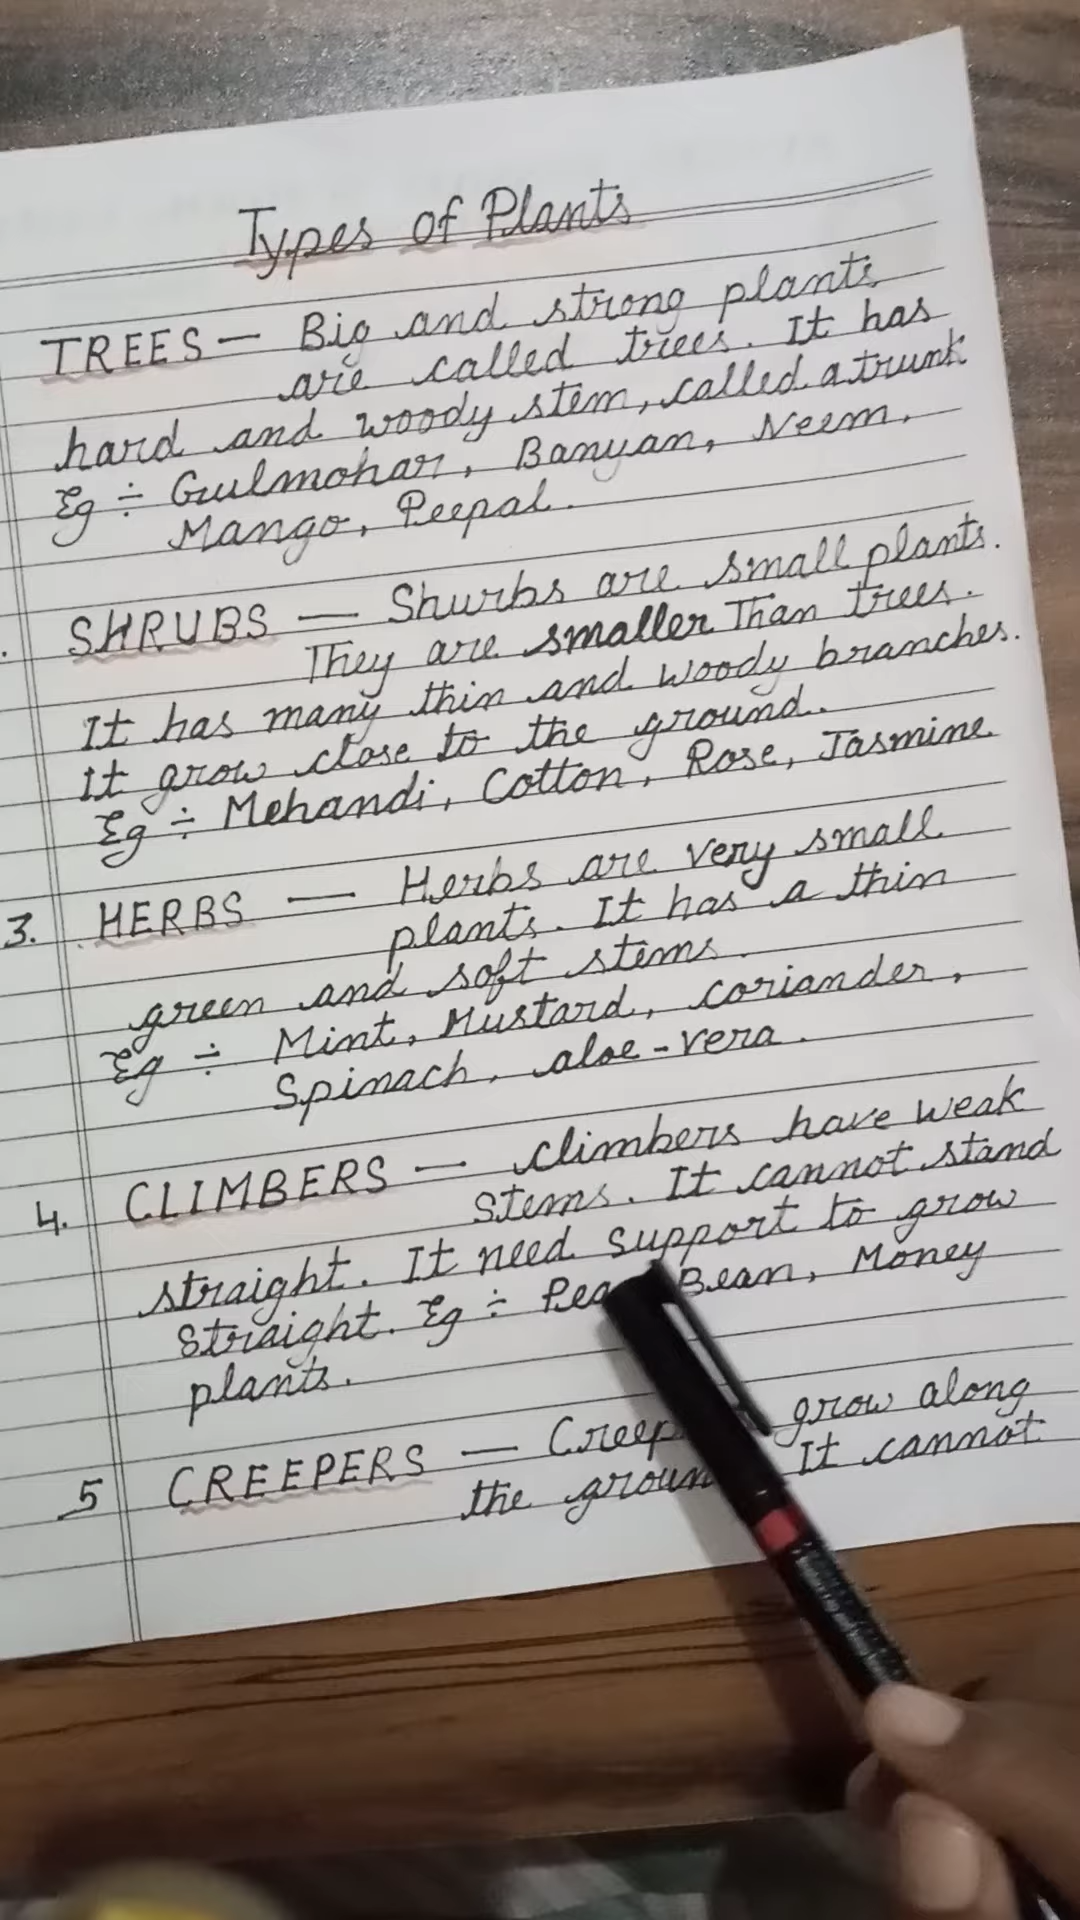 Types of Plants
TREES — Big and strong plants
are called trees. It has
hard and woody stem, called a trunk
Eg ÷ Gulmohar, Banyan, Neem,
Mango, Peepal.
SHRUBS — Shurbs are small plants.
They are smaller Than trees.
It has many thin and woody branches.
It grow close to the ground.
Eg ÷ Mehandi, Cotton, Rose, Jasmine
3. HERBS — Herbs are very small
plants. It has a thin
green and soft stems.
Eg ÷ Mint, Mustard, coriander,
Spinach, aloe-vera.
4. CLIMBERS — climbers have weak
stems. It cannot stand
straight. It need support to grow
Straight. Eg ÷ Bean, Money
plants.
5 CREEPERS — grow along
the It cannot